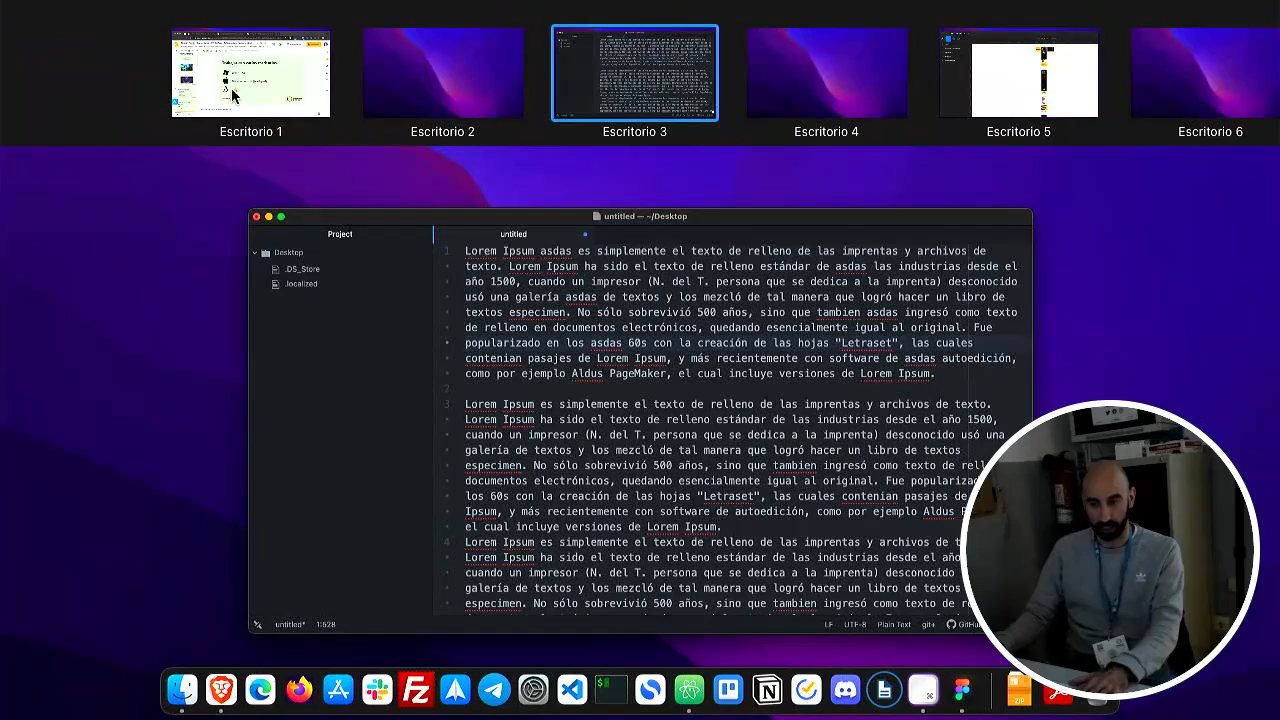 Trabajar con varios escritorios
Escritorio 1
Escritorio 2
Escritorio 3
Escritorio 4
Escritorio 5
Escritorio 6
untitled — ~/Desktop
Project
untitled
Desktop
.DS_Store
.localized
1 Lorem Ipsum asdas es simplemente el texto de relleno de las imprentas y archivos de
texto. Lorem Ipsum ha sido el texto de relleno estándar de asdas las industrias desde el
año 1500, cuando un impresor (N. del T. persona que se dedica a la imprenta) desconocido
usó una galería asdas de textos y los mezcló de tal manera que logró hacer un libro de
textos especimen. No sólo sobrevivió 500 años, sino que tambien asdas ingresó como texto
de relleno en documentos electrónicos, quedando esencialmente igual al original. Fue
popularizado en los asdas 60s con la creación de las hojas "Letraset", las cuales
contenian pasajes de Lorem Ipsum, y más recientemente con software de asdas autoedición,
como por ejemplo Aldus PageMaker, el cual incluye versiones de Lorem Ipsum.
2
3 Lorem Ipsum es simplemente el texto de relleno de las imprentas y archivos de texto.
Lorem Ipsum ha sido el texto de relleno estándar de las industrias desde el año 1500,
cuando un impresor (N. del T. persona que se dedica a la imprenta) desconocido usó una
galería de textos y los mezcló de tal manera que logró hacer un libro de textos
especimen. No sólo sobrevivió 500 años, sino que tambien ingresó como texto de rell
documentos electrónicos, quedando esencialmente igual al original. Fue popularizad
los 60s con la creación de las hojas "Letraset", las cuales contenian pasajes de
Ipsum, y más recientemente con software de autoedición, como por ejemplo Aldus
el cual incluye versiones de Lorem Ipsum.
4 Lorem Ipsum es simplemente el texto de relleno de las imprentas y archivos de
Lorem Ipsum ha sido el texto de relleno estándar de las industrias desde el año
cuando un impresor (N. del T. persona que se dedica a la imprenta) desconocid
galería de textos y los mezcló de tal manera que logró hacer un libro de text
especimen. No sólo sobrevivió 500 años, sino que tambien ingresó como texto de re
untitled* 1:528 LF UTF-8 Plain Text git+ GitHu
ZIP